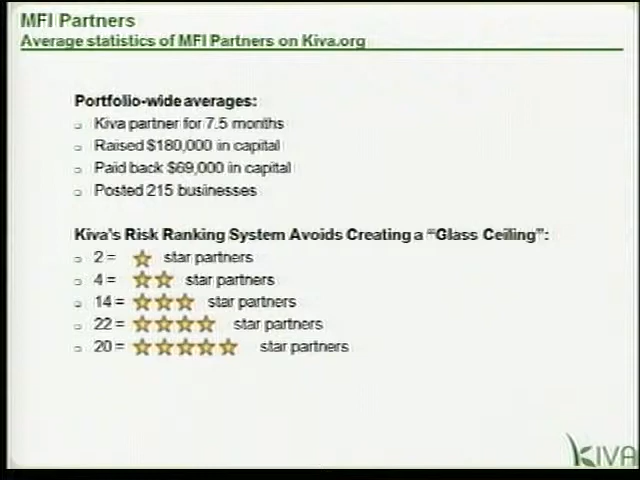 MFI Partners
Average statistics of MFI Partners on Kiva.org
Portfolio-wide averages:
Kiva partner for 7.5 months
Raised $180,000 in capital
Paid back $69,000 in capital
Posted 215 businesses
Kiva's Risk Ranking System Avoids Creating a “Glass Ceiling”:
2 = star partners
4 = star partners
14 = star partners
22 = star partners
20 = star partners
KIVA